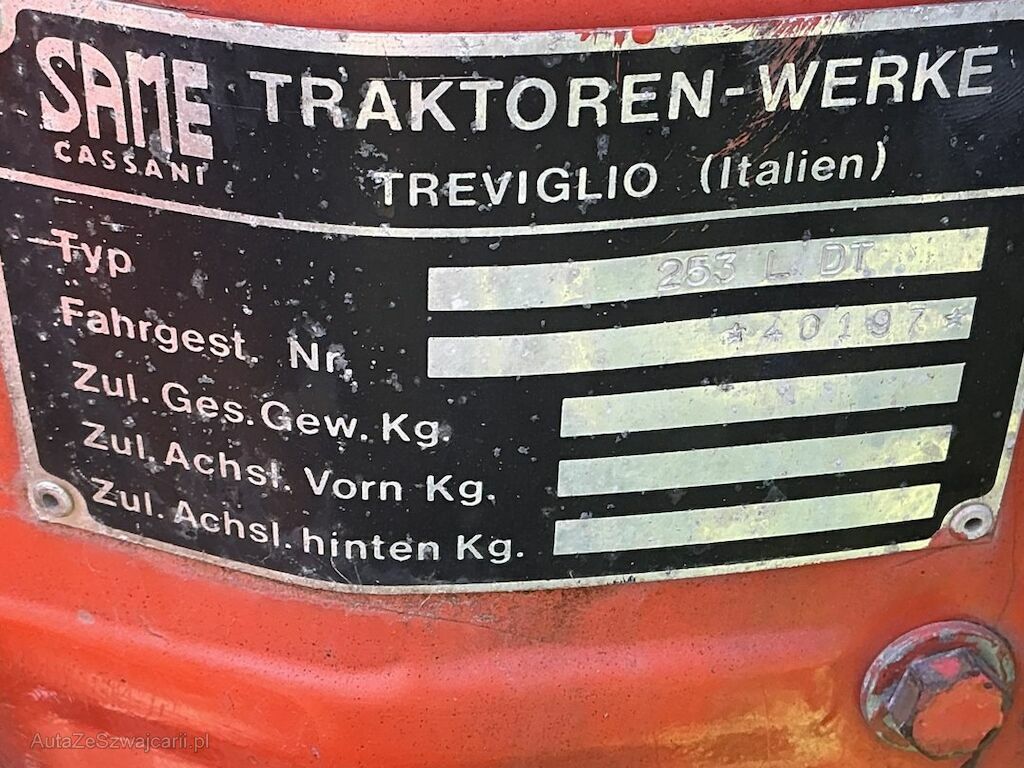 SAME
CASSANI
TRAKTOREN-WERKE
TREVIGLIO (Italien)
Typ 253 L DT
Fahrgest. Nr. *40197*
Zul. Ges. Gew. Kg.
Zul. Achsl. Vorn Kg.
Zul. Achsl. hinten Kg.
AutaZeSzwajcarii.pl